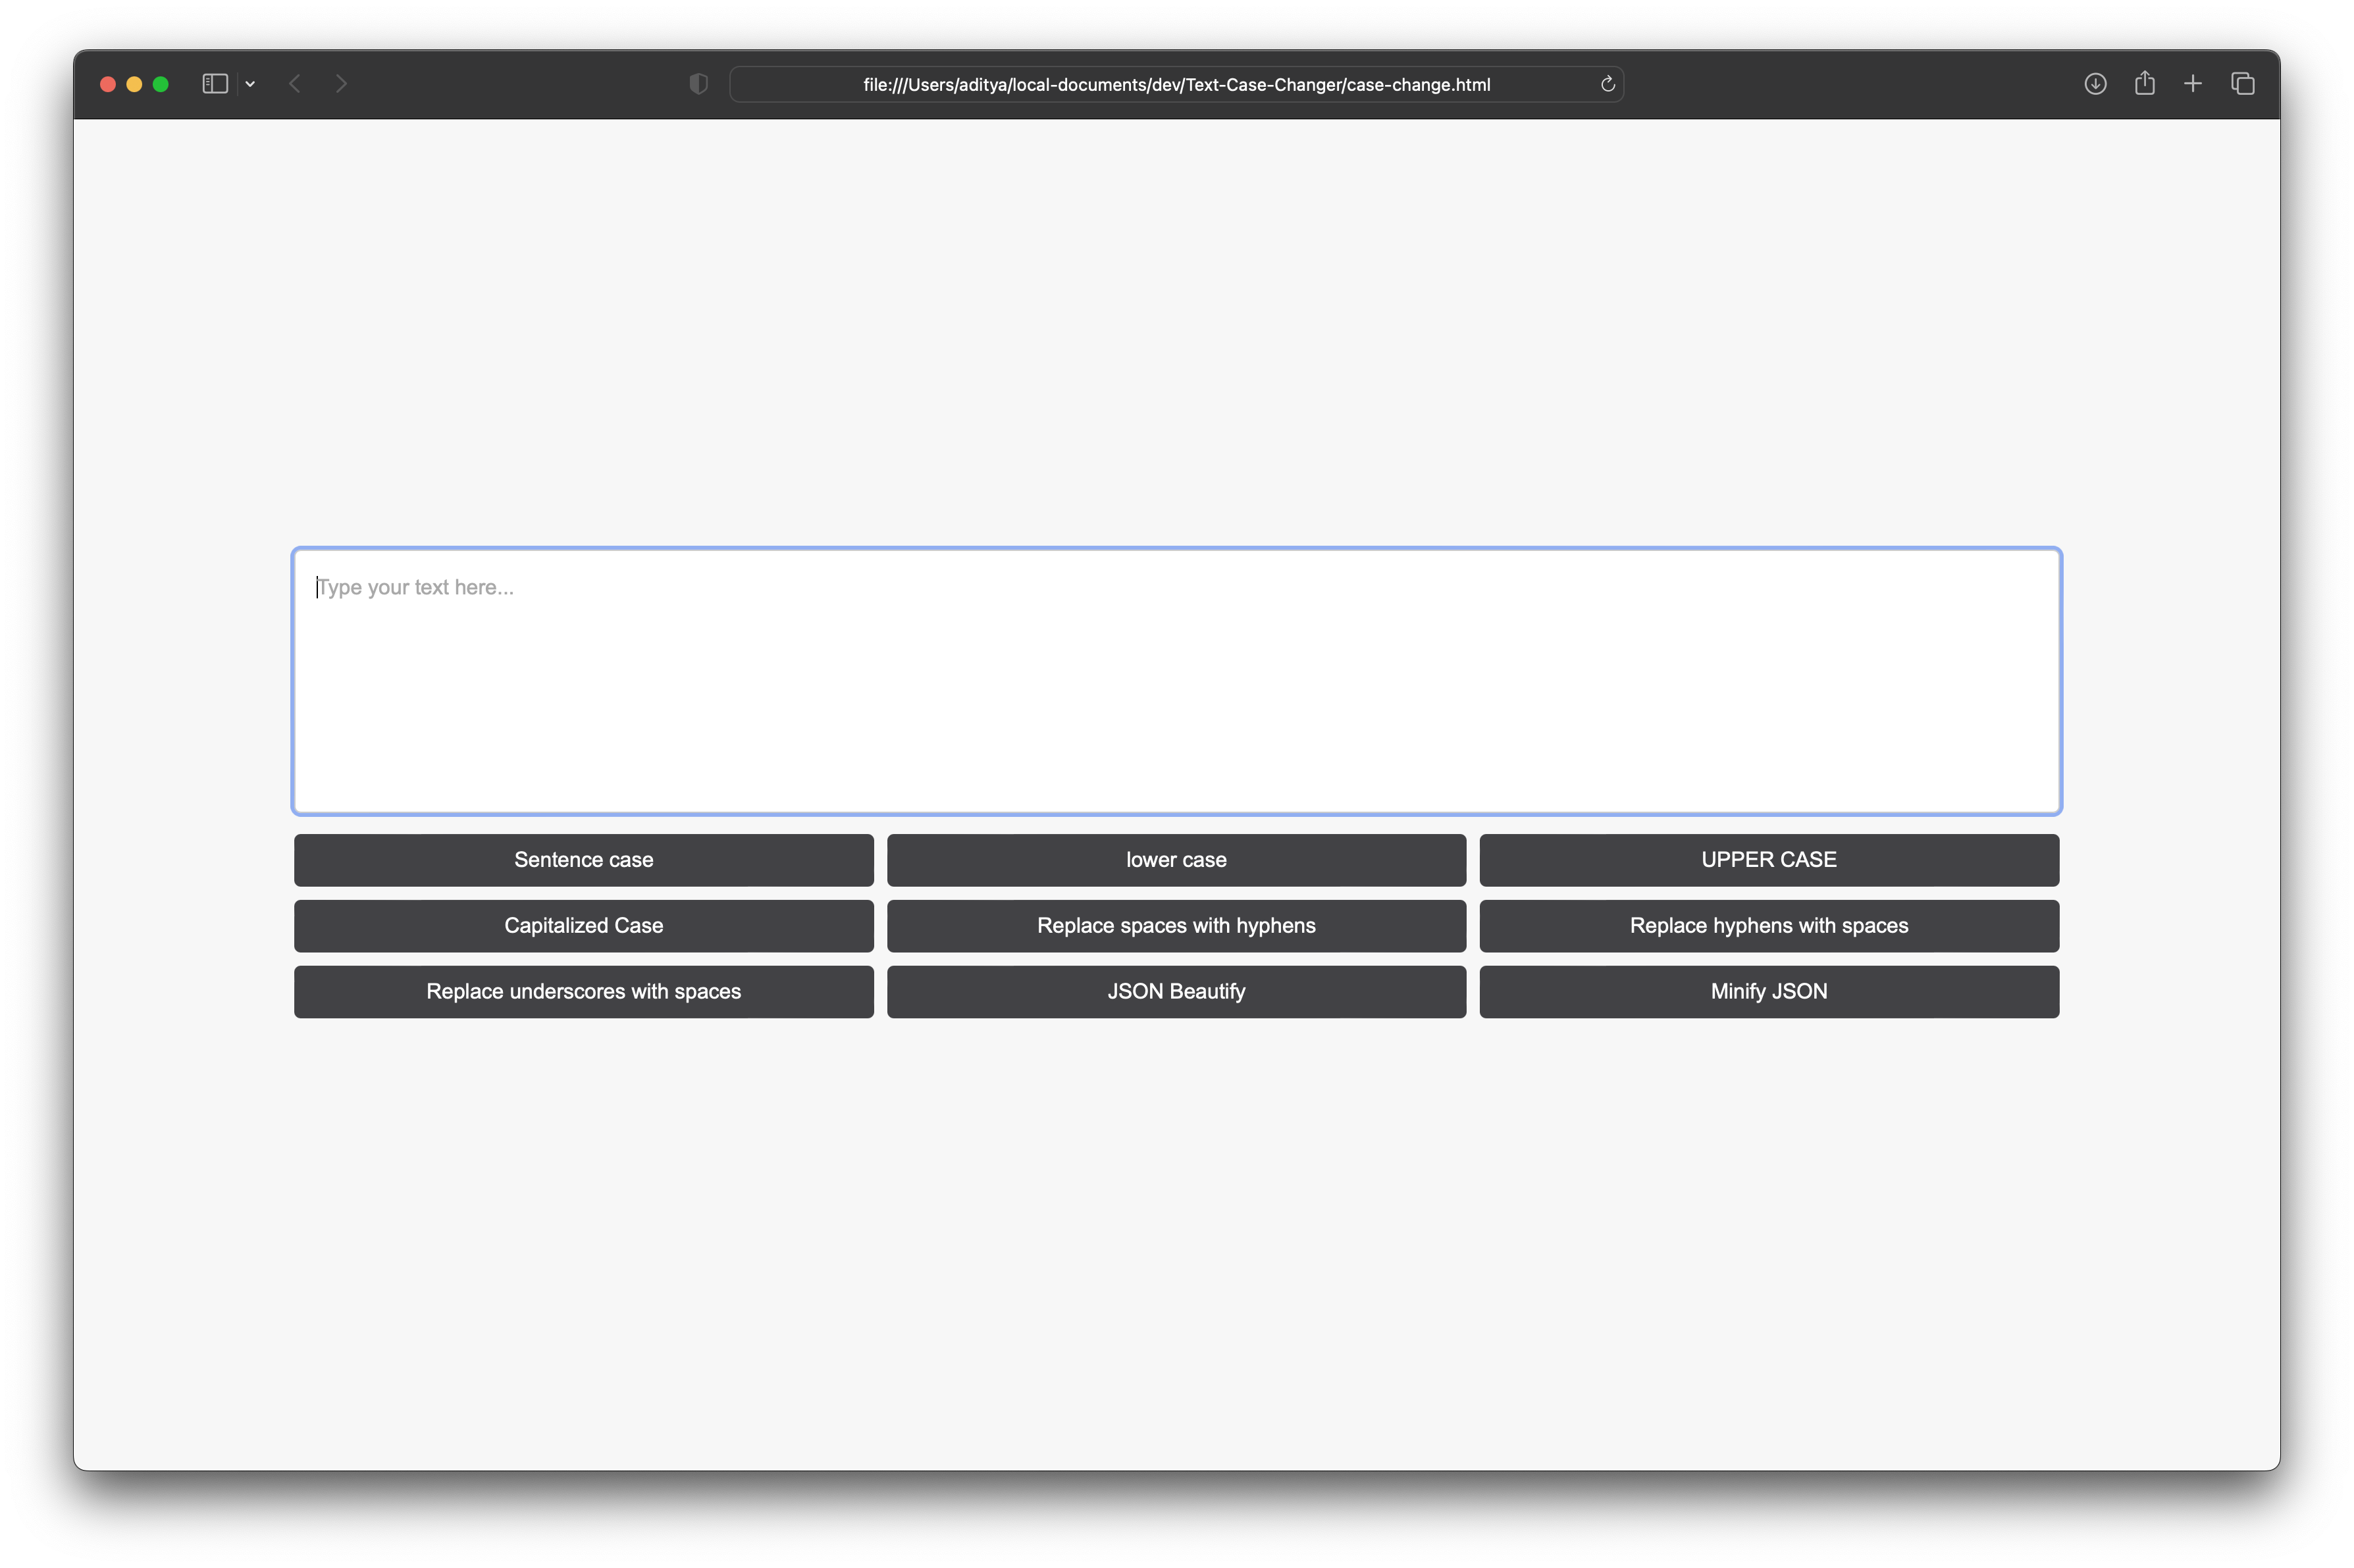 file:///Users/aditya/local-documents/dev/Text-Case-Changer/case-change.html
Type your text here...
Sentence case
lower case
UPPER CASE
Capitalized Case
Replace spaces with hyphens
Replace hyphens with spaces
Replace underscores with spaces
JSON Beautify
Minify JSON